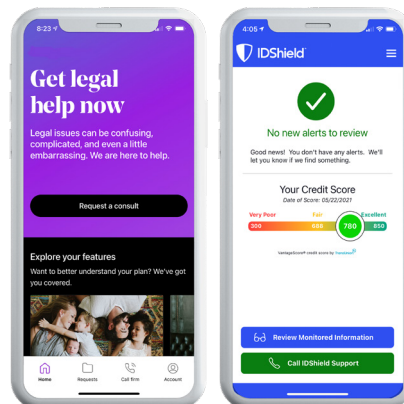 8:23
Get legal
help now
Legal issues can be confusing,
complicated, and even a little
embarrassing. We are here to help.
Request a consult
Explore your features
Want to better understand your plan? We've got
you covered.
Home
Requests
Call firm
Account
4:05
IDShield
No new alerts to review
Good news! You don't have any alerts. We'll
let you know if we find something.
Your Credit Score
Date of Score: 05/22/2021
Very Poor
Fair
Excellent
300
780
850
VantageScore® credit score by
Review Monitored Information
Call IDShield Support